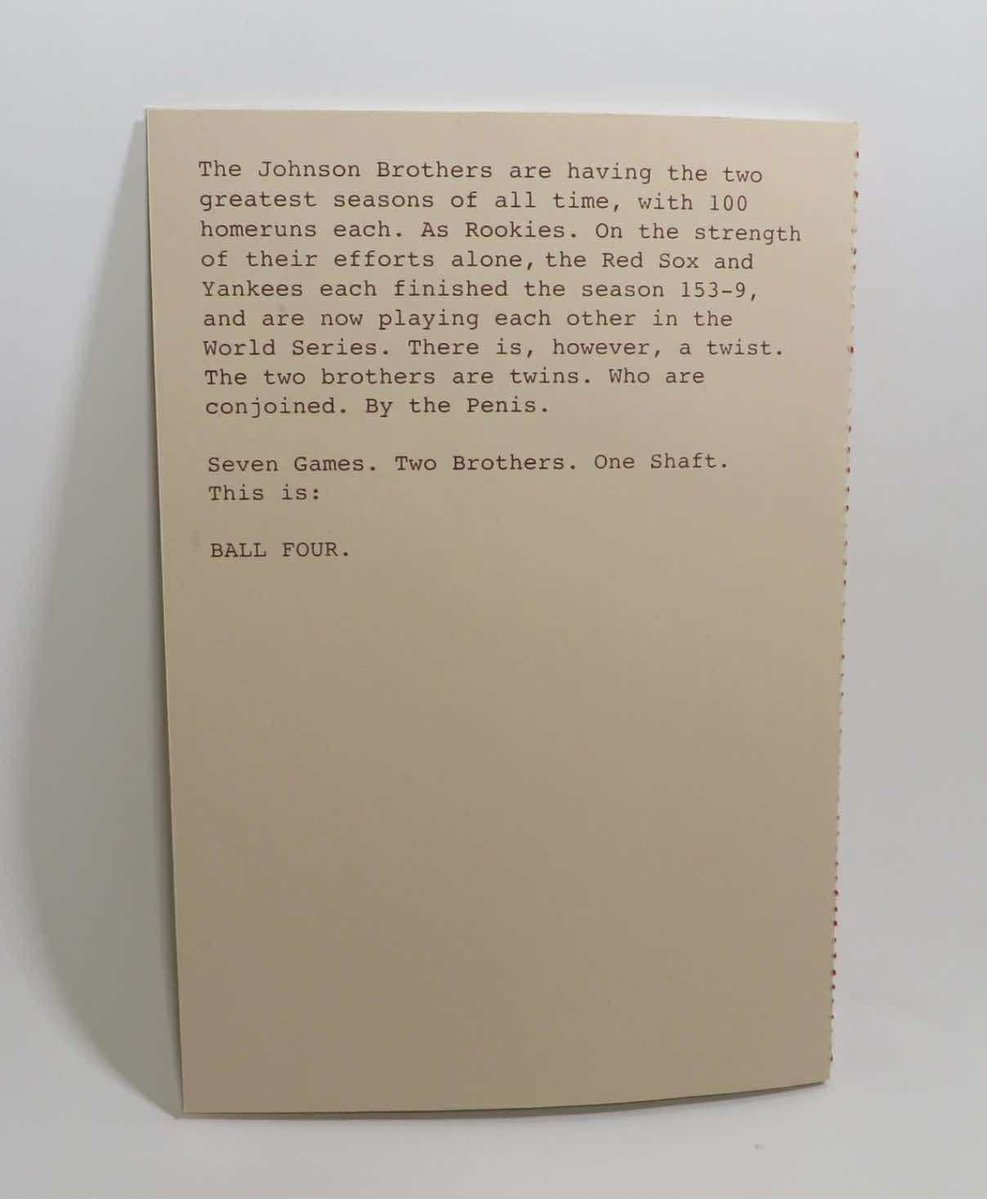 The Johnson Brothers are having the two
greatest seasons of all time, with 100
homeruns each. As Rookies. On the strength
of their efforts alone, the Red Sox and
Yankees each finished the season 153-9,
and are now playing each other in the
World Series. There is, however, a twist.
The two brothers are twins. Who are
conjoined. By the Penis.
Seven Games. Two Brothers. One Shaft.
This is:
BALL FOUR.